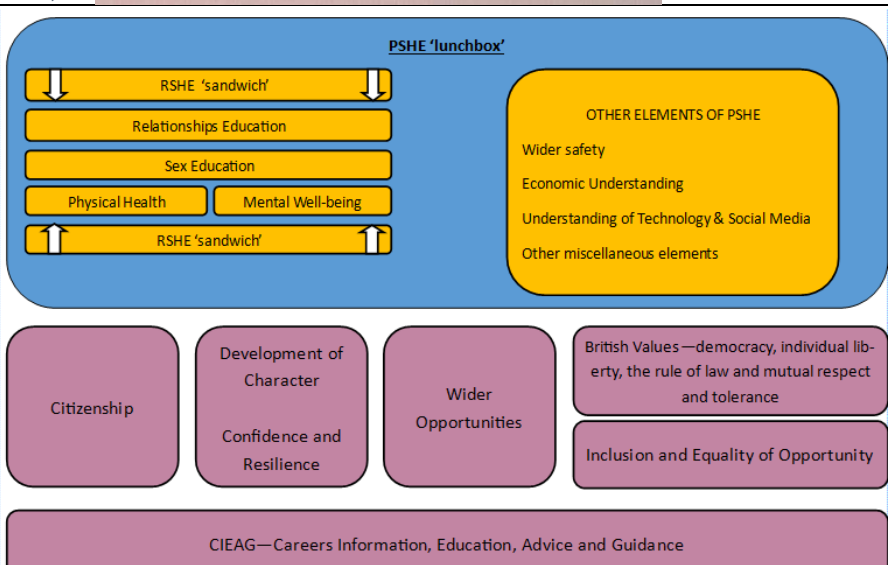 PSHE ‘lunchbox’
RSHE ‘sandwich’
Relationships Education
Sex Education
Physical Health
Mental Well-being
RSHE ‘sandwich’
OTHER ELEMENTS OF PSHE
Wider safety
Economic Understanding
Understanding of Technology & Social Media
Other miscellaneous elements
Citizenship
Development of
Character
Confidence and
Resilience
Wider
Opportunities
British Values—democracy, individual lib-
erty, the rule of law and mutual respect
and tolerance
Inclusion and Equality of Opportunity
CIEAG—Careers Information, Education, Advice and Guidance